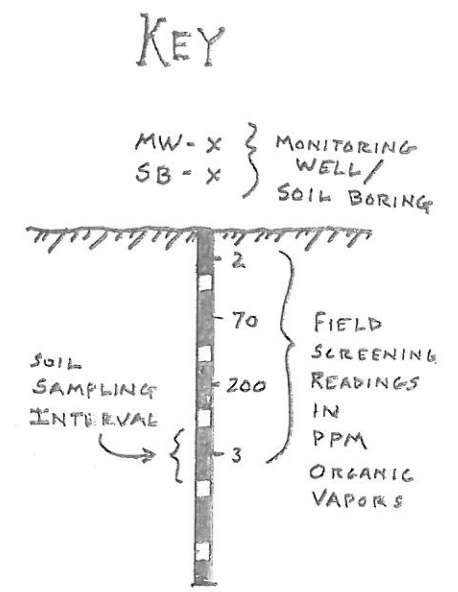 KEY
MW-X
SB-X
MONITORING
WELL/
SOIL BORING
2
70
200
3
FIELD
SCREENING
READINGS
IN
PPM
ORGANIC
VAPORS
SOIL
SAMPLING
INTERVAL